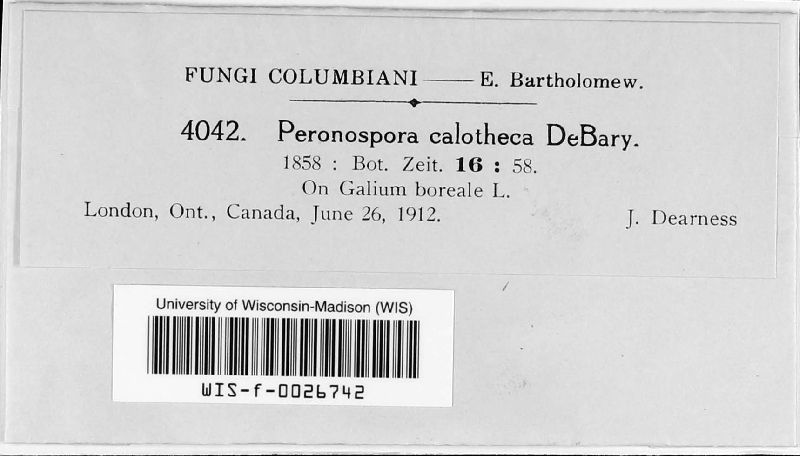 FUNGI COLUMBIANI —— E. Bartholomew.
4042. Peronospora calotheca DeBary.
1858 : Bot. Zeit. 16 : 58.
On Galium boreale L.
London, Ont., Canada, June 26, 1912. J. Dearness
University of Wisconsin-Madison (WIS)
WIS-f-0026742